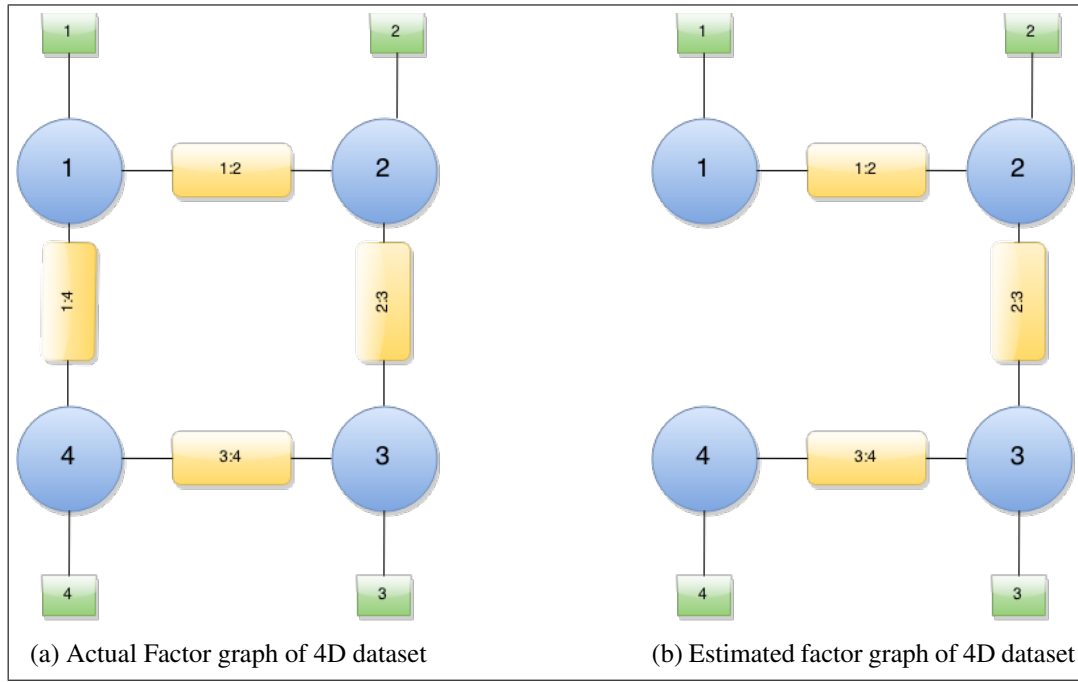 1 2 1 2
1 1:2 2 1 1:2 2
1:4 2:3 2:3
4 3:4 3 4 3:4 3
4 3 4 3
(a) Actual Factor graph of 4D dataset
(b) Estimated factor graph of 4D dataset